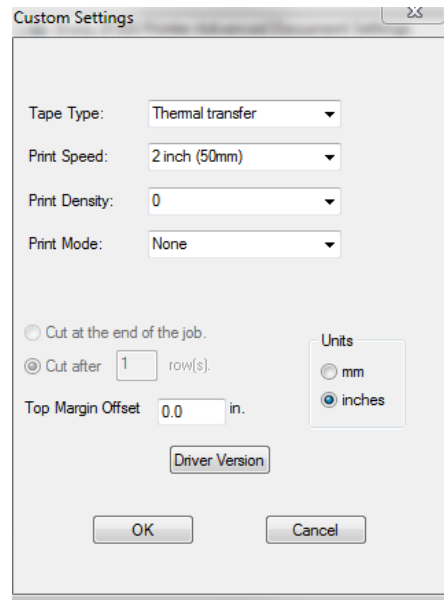 Custom Settings
Tape Type: Thermal transfer
Print Speed: 2 inch (50mm)
Print Density: 0
Print Mode: None
Cut at the end of the job.
Cut after 1 row(s).
Top Margin Offset 0.0 in.
Units
mm
inches
Driver Version
OK Cancel